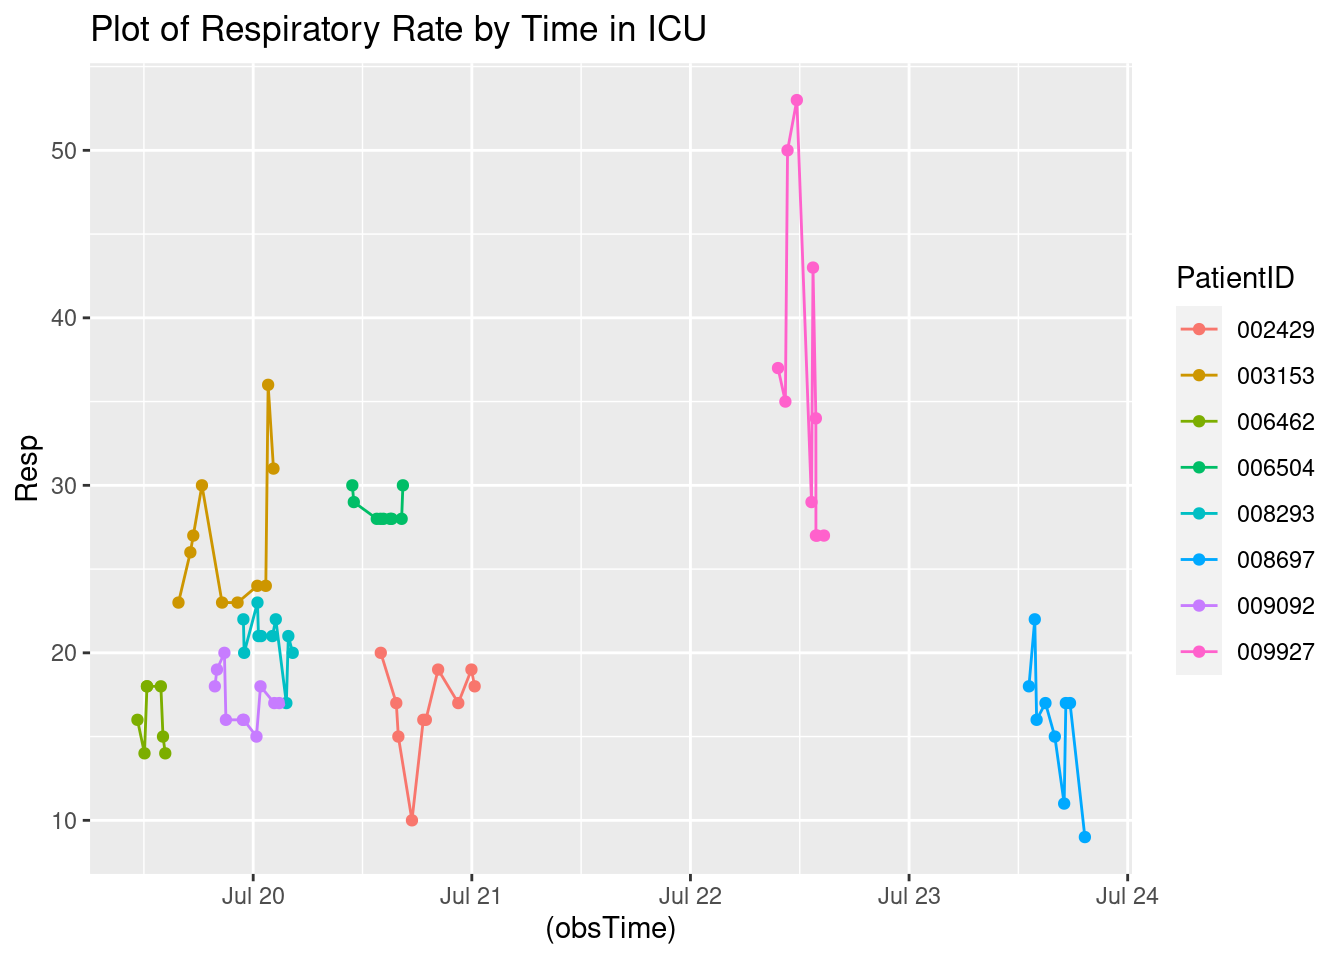 Plot of Respiratory Rate by Time in ICU
Resp
50
40
30
20
10
Jul 20
Jul 21
Jul 22
Jul 23
Jul 24
(obsTime)
PatientID
002429
003153
006462
006504
008293
008697
009092
009927